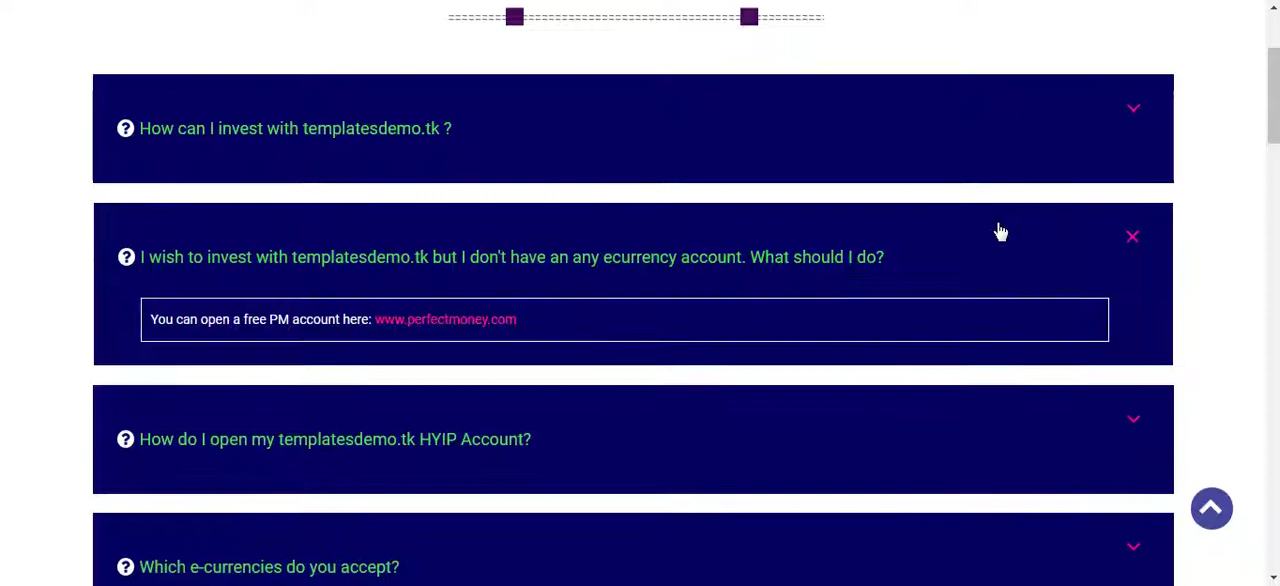 How can I invest with templatesdemo.tk ?
I wish to invest with templatesdemo.tk but I don't have an any ecurrency account. What should I do?
You can open a free PM account here: www.perfectmoney.com
How do I open my templatesdemo.tk HYIP Account?
Which e-currencies do you accept?